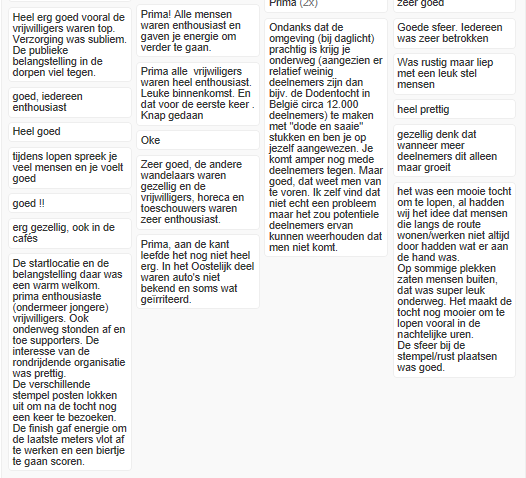 Heel erg goed vooral de
vrijwilligers waren top.
Verzorging was subliem.
De publieke
belangstelling in de
dorpen viel tegen.
goed, iedereen
enthousiast
Heel goed
tijdens lopen spreek je
veel mensen en je voelt
goed
goed !!
erg gezellig, ook in de
cafés
De startlocatie en de
belangstelling daar was
een warm welkom.
prima enthousiaste
(ondermeer jongere)
vrijwilligers. Ook
onderweg stonden af en
toe supporters. De
interesse van de
rondrijdende organisatie
was prettig.
De verschillende
stempel posten lokken
uit om na de tocht nog
een keer te bezoeken.
De finish gaf energie om
de laatste meters vlot af
te werken en een biertje
te gaan scoren.
Prima! Alle mensen
waren enthousiast en
gaven je energie om
verder te gaan.
Prima alle vrijwiligers
waren heel enthousiast.
Leuke binnenkomst. En
dat voor de eerste keer .
Knap gedaan
Oke
Zeer goed, de andere
wandelaars waren
gezellig en de
vrijwilligers, horeca en
toeschouwers waren
zeer enthousiast.
Prima, aan de kant
leefde het nog niet heel
erg. In het Oostelijk deel
waren auto's niet
bekend en soms wat
geïrriteerd.
Prima (2x)
Ondanks dat de
omgeving (bij daglicht)
prachtig is krijg je
onderweg (aangezien er
relatief weinig
deelnemers zijn dan
bijv. de Dodentocht in
België circa 12.000
deelnemers) te maken
met "dode en saaie"
stukken en ben je op
jezelf aangewezen. Je
komt amper nog mede
deelnemers tegen. Maar
goed, dat weet men van
te voren. Ik zelf vind dat
niet echt een probleem
maar het zou potentiele
deelnemers ervan
kunnen weerhouden dat
men niet komt.
zeer goed
Goede sfeer. Iedereen
was zeer betrokken
Was rustig maar liep
met een leuk stel
mensen
heel prettig
gezellig denk dat
wanneer meer
deelnemers dit alleen
maar groeit
het was een mooie tocht
om te lopen, al hadden
wij het idee dat mensen
die langs de route
wonen/werken niet altijd
door hadden wat er aan
de hand was.
Op sommige plekken
zaten mensen buiten,
dat was super leuk
onderweg. Het maakt de
tocht nog mooier om te
lopen vooral in de
nachtelijke uren.
De sfeer bij de
stempel/rust plaatsen
was goed.